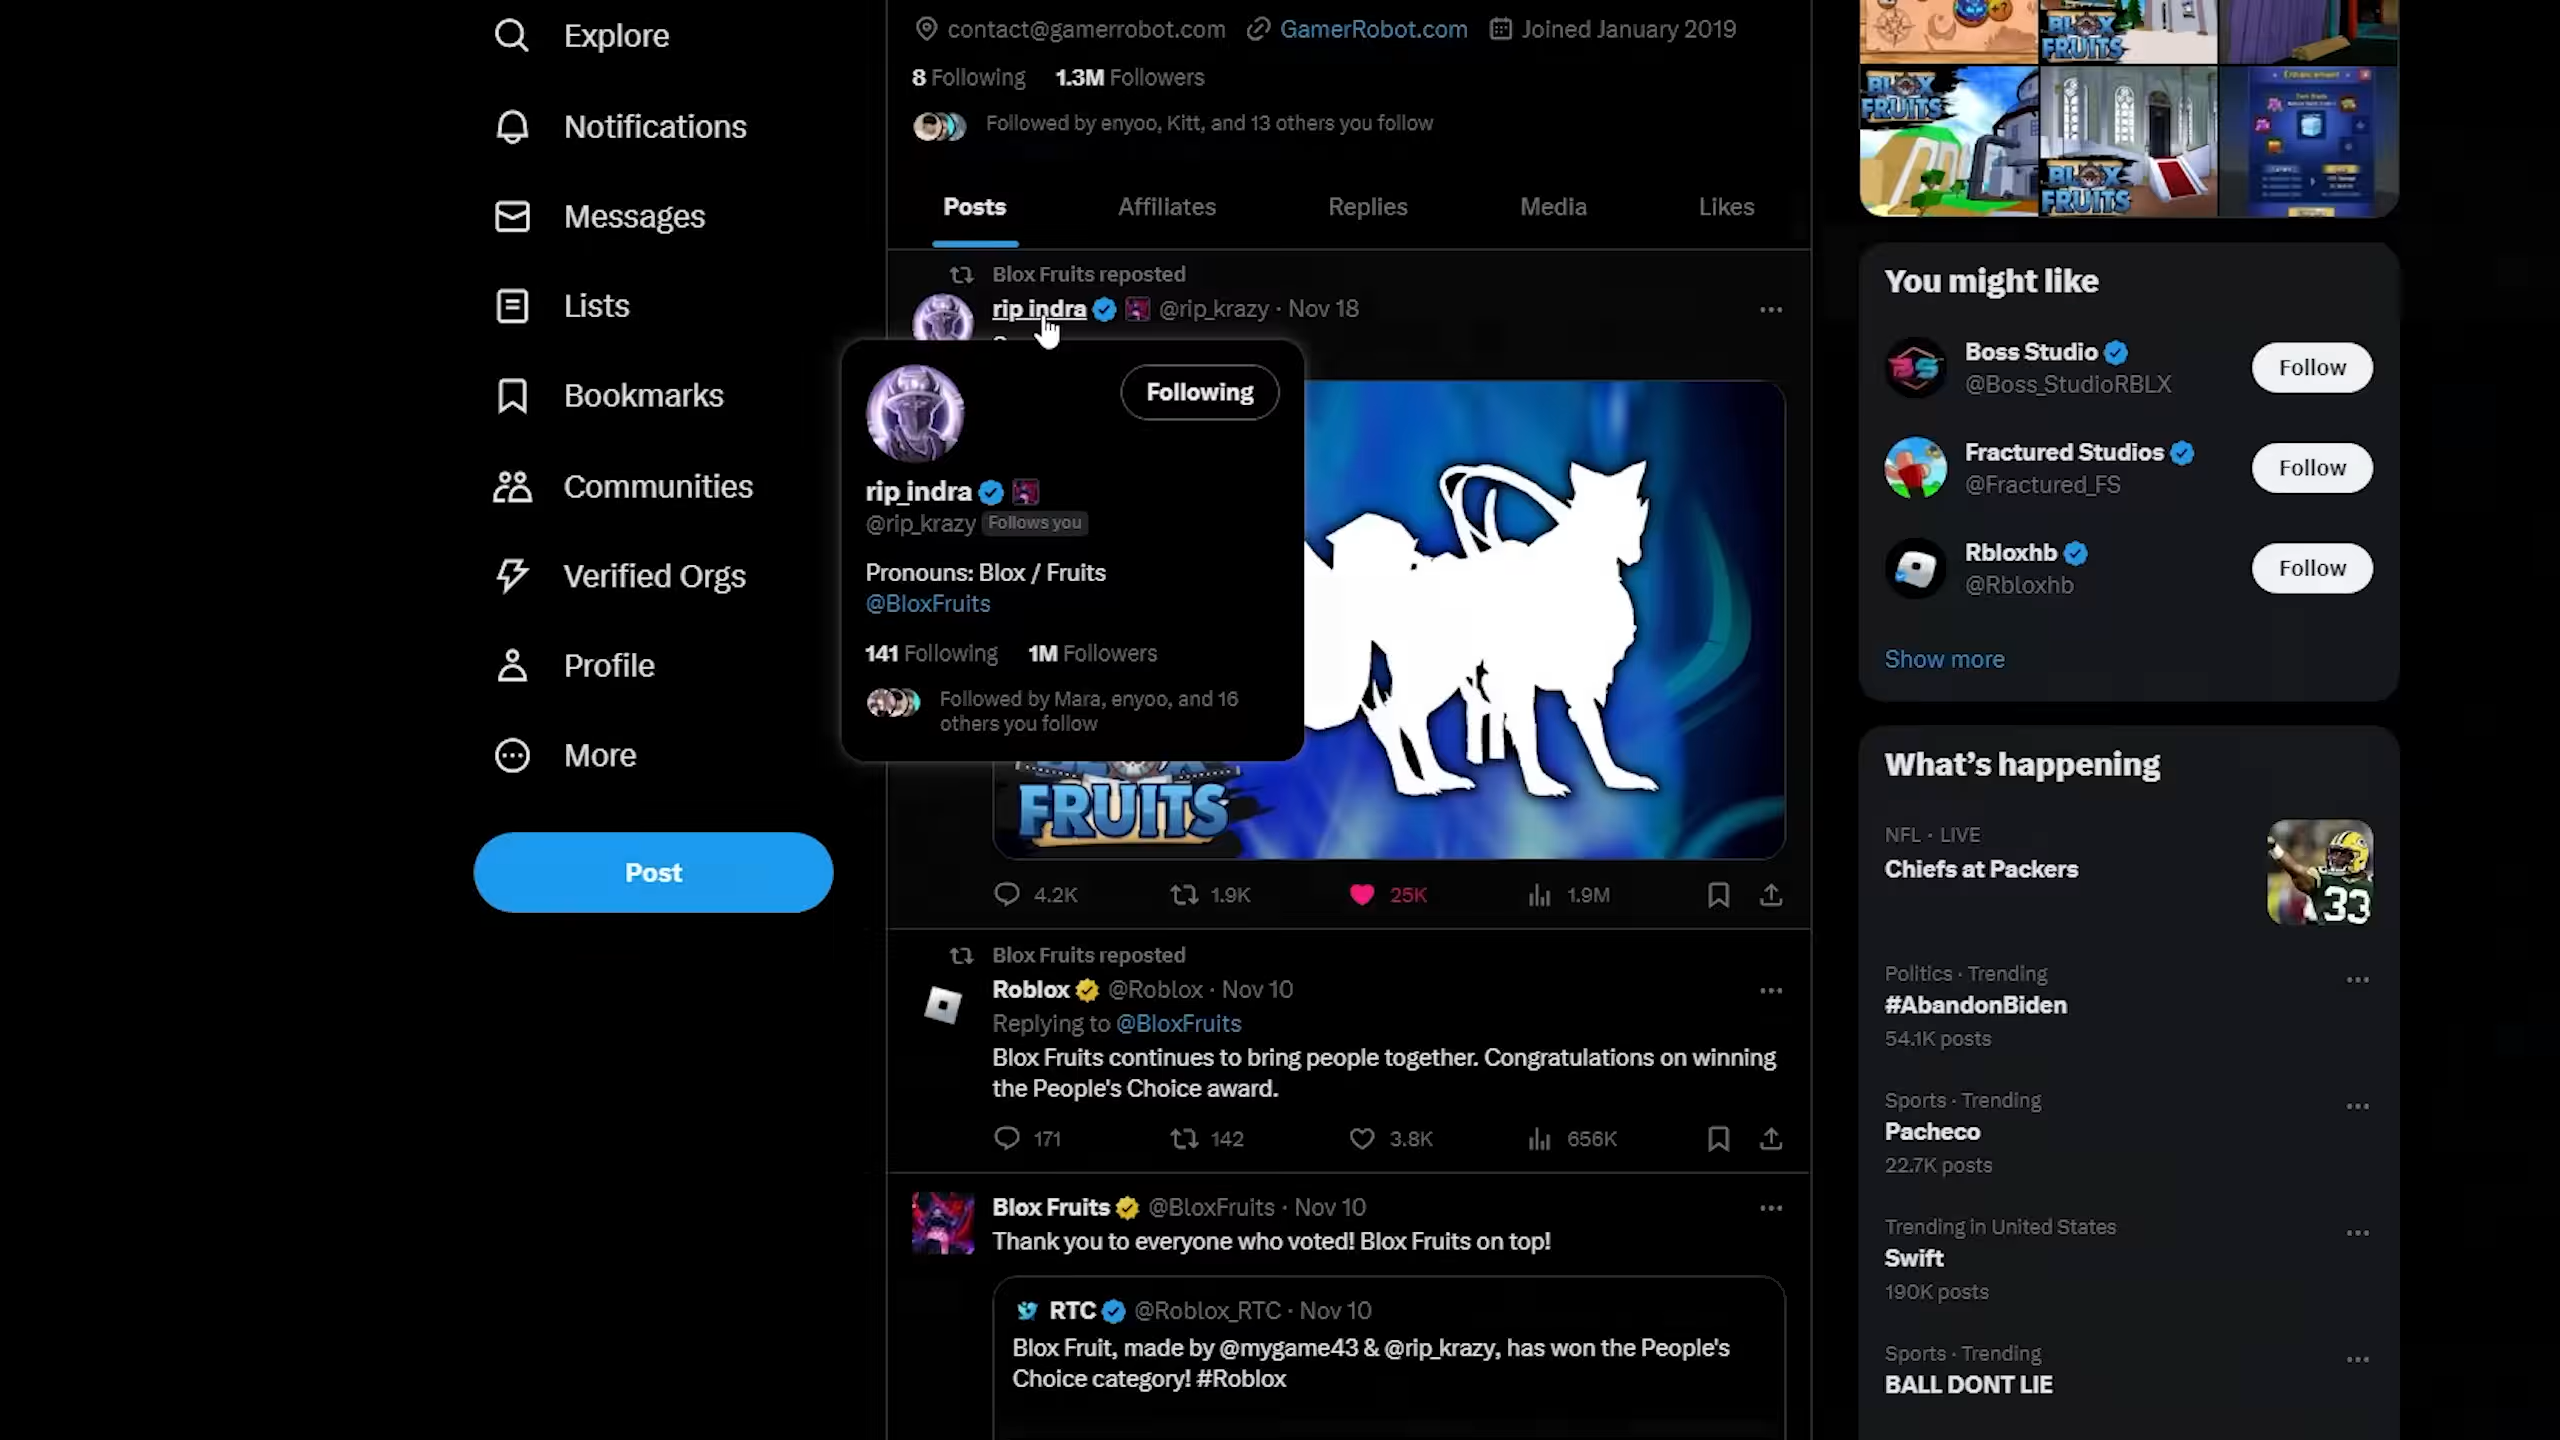 Explore
Notifications
Messages
Lists
Bookmarks
Communities
Verified Orgs
Profile
More
Post
contact@gamerrobot.com GamerRobot.com Joined January 2019
8 Following 1.3M Followers
Followed by enyoo, Kitt, and 13 others you follow
Posts Affiliates Replies Media Likes
Blox Fruits reposted
rip_indra @rip_krazy · Nov 18
Following
rip_indra
@rip_krazy Follows you
Pronouns: Blox / Fruits
@BloxFruits
141 Following 1M Followers
Followed by Mara, enyoo, and 16
others you follow
FRUITS
4.2K 1.9K 25K 1.9M
Blox Fruits reposted
Roblox @Roblox · Nov 10
Replying to @BloxFruits
Blox Fruits continues to bring people together. Congratulations on winning
the People's Choice award.
171 142 3.8K 656K
Blox Fruits @BloxFruits · Nov 10
Thank you to everyone who voted! Blox Fruits on top!
RTC @Roblox_RTC · Nov 10
Blox Fruit, made by @mygame43 & @rip_krazy, has won the People's
Choice category! #Roblox
BLOX
FRUITS
BLOX
FRUITS
BLOX
FRUITS
You might like
Boss Studio
@Boss_StudioRBLX
Follow
Fractured Studios
@Fractured_FS
Follow
Rbloxhb
@Rbloxhb
Follow
Show more
What's happening
NFL · LIVE
Chiefs at Packers
33
Politics · Trending
#AbandonBiden
54.1K posts
Sports · Trending
Pacheco
22.7K posts
Trending in United States
Swift
190K posts
Sports · Trending
BALL DONT LIE